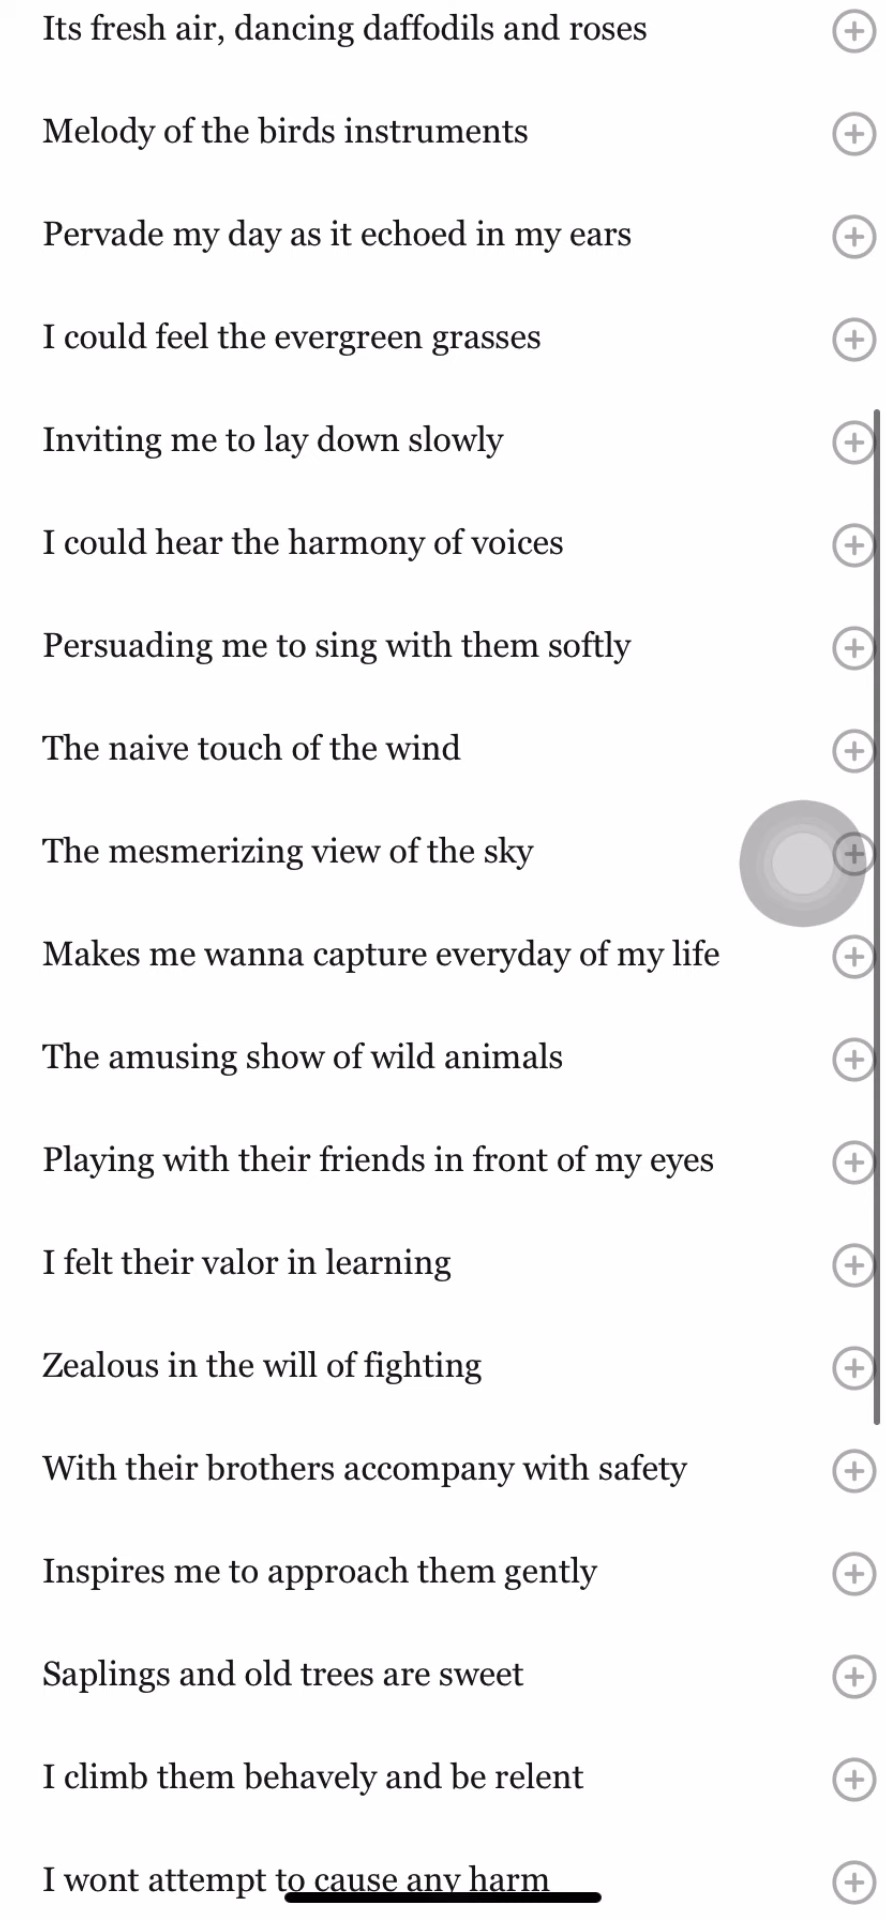 Its fresh air, dancing daffodils and roses
Melody of the birds instruments
Pervade my day as it echoed in my ears
I could feel the evergreen grasses
Inviting me to lay down slowly
I could hear the harmony of voices
Persuading me to sing with them softly
The naive touch of the wind
The mesmerizing view of the sky
Makes me wanna capture everyday of my life
The amusing show of wild animals
Playing with their friends in front of my eyes
I felt their valor in learning
Zealous in the will of fighting
With their brothers accompany with safety
Inspires me to approach them gently
Saplings and old trees are sweet
I climb them behavely and be relent
I wont attempt to cause any harm